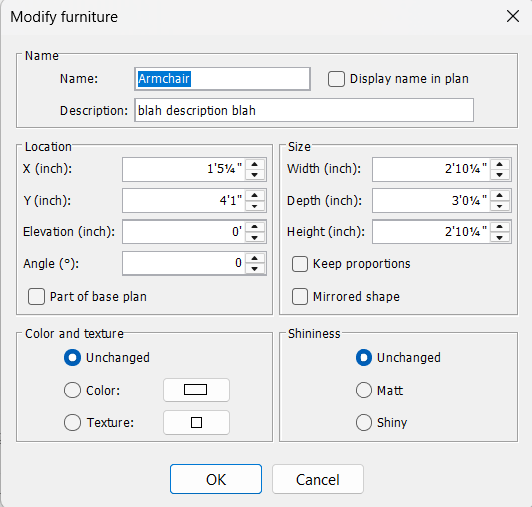 Modify furniture
Name
Name: Armchair Display name in plan
Description: blah description blah
Location
X (inch): 1'5¼"
Y (inch): 4'1"
Elevation (inch): 0'
Angle (°): 0
Part of base plan
Size
Width (inch): 2'10¼"
Depth (inch): 3'0¼"
Height (inch): 2'10¼"
Keep proportions
Mirrored shape
Color and texture
Unchanged
Color:
Texture:
Shininess
Unchanged
Matt
Shiny
OK Cancel